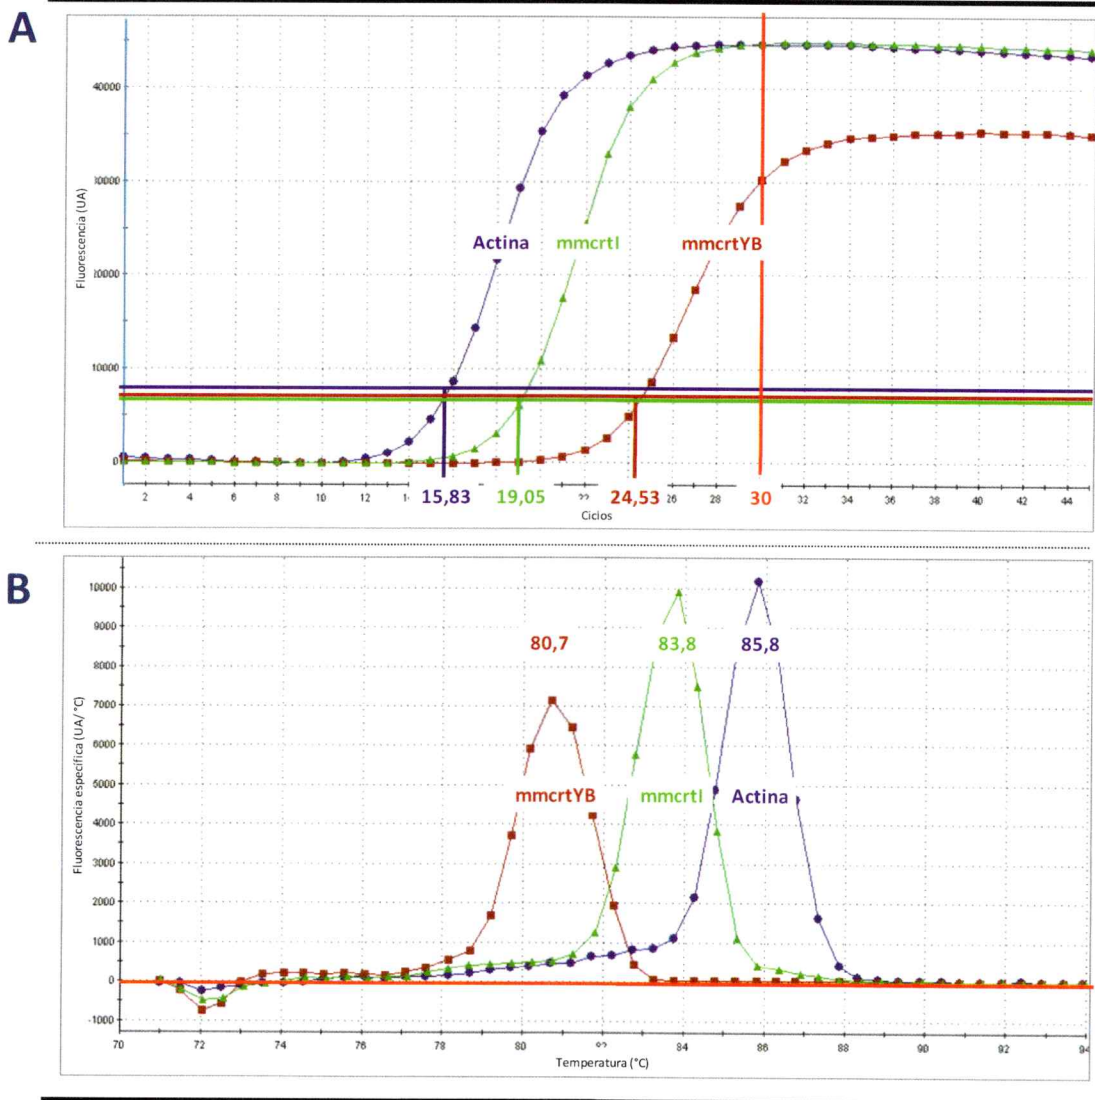 A
40000
30000
20000
10000
0
Fluorescencia (UA)
Actina
mmcrtI
mmcrtYB
2 4 6 8 10 12 26 28 32 34 36 38 40 42 44
15,83 19,05 24,53 30
Ciclos
B
10000
9000
8000
7000
6000
5000
4000
3000
2000
1000
0
-1000
Fluorescencia específica (UA/ °C)
80,7 83,8 85,8
mmcrtYB mmcrtI Actina
70 72 74 76 78 80 84 86 88 90 92 94
Temperatura (°C)